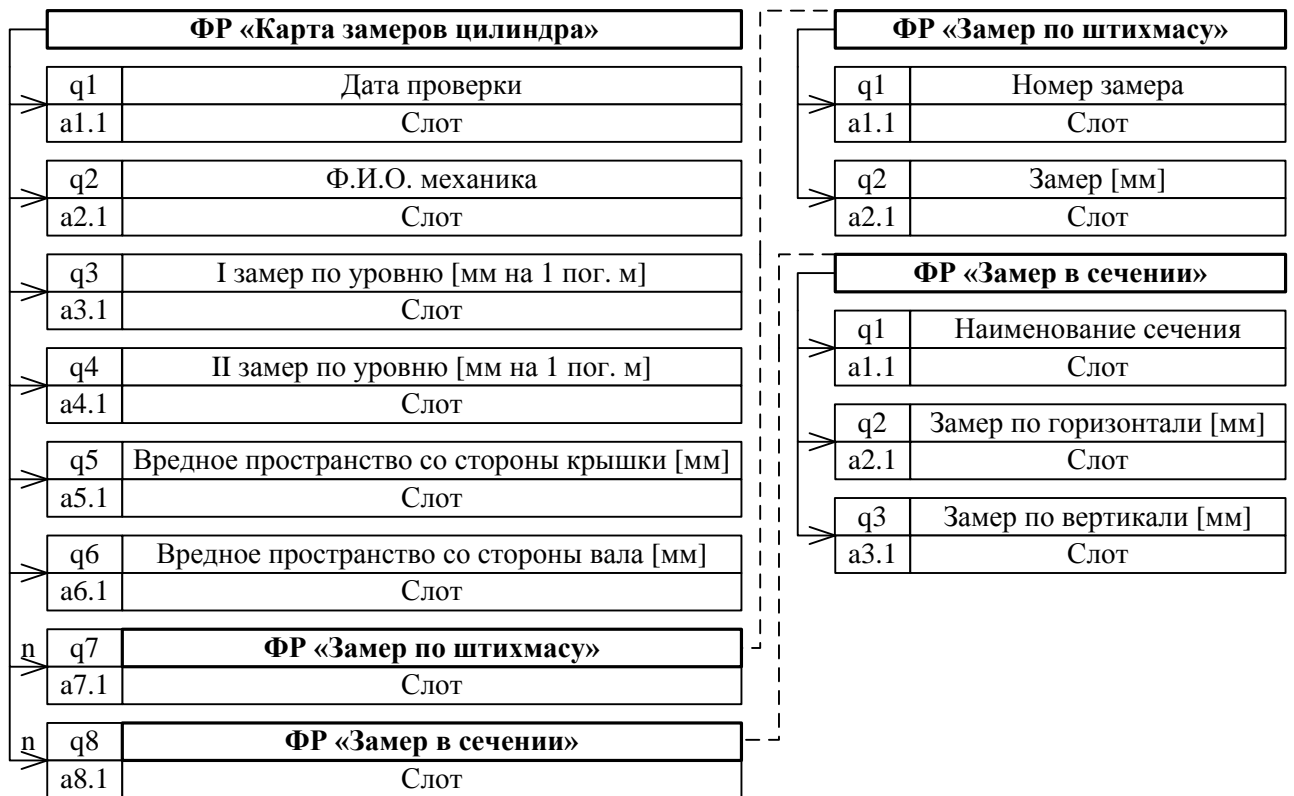 ФР «Карта замеров цилиндра»
q1 Дата проверки
a1.1 Слот
q2 Ф.И.О. механика
a2.1 Слот
q3 I замер по уровню [мм на 1 пог. м]
a3.1 Слот
q4 II замер по уровню [мм на 1 пог. м]
a4.1 Слот
q5 Вредное пространство со стороны крышки [мм]
a5.1 Слот
q6 Вредное пространство со стороны вала [мм]
a6.1 Слот
n q7 ФР «Замер по штихмасу»
a7.1 Слот
n q8 ФР «Замер в сечении»
a8.1 Слот
ФР «Замер по штихмасу»
q1 Номер замера
a1.1 Слот
q2 Замер [мм]
a2.1 Слот
ФР «Замер в сечении»
q1 Наименование сечения
a1.1 Слот
q2 Замер по горизонтали [мм]
a2.1 Слот
q3 Замер по вертикали [мм]
a3.1 Слот